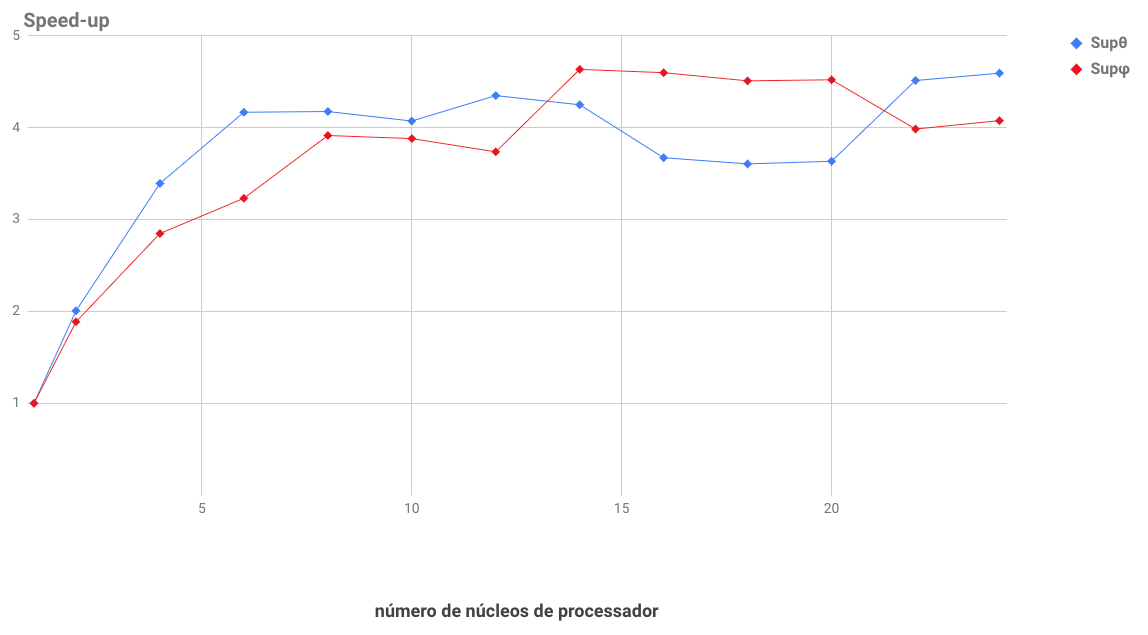 Speed-up
Supθ
Supφ
5
4
3
2
1
5
10
15
20
número de núcleos de processador